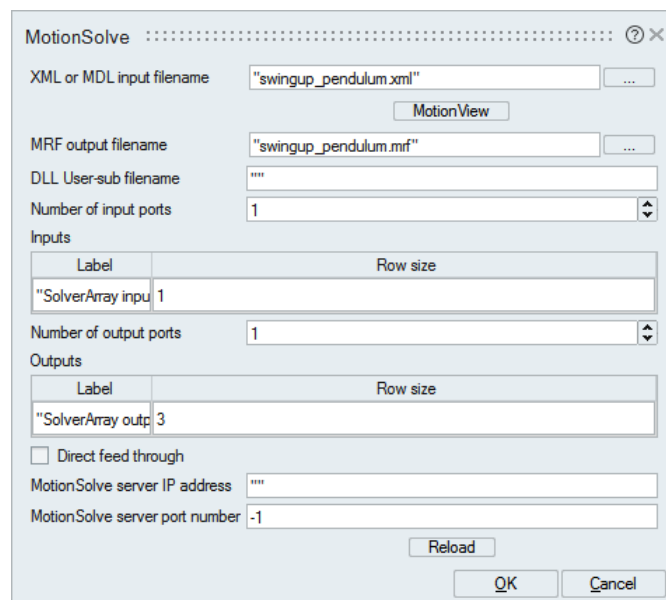 MotionSolve
XML or MDL input filename "swingup_pendulum.xml" ...
MotionView
MRF output filename "swingup_pendulum.mrf" ...
DLL User-sub filename ""
Number of input ports 1
Inputs
Label Row size
"SolverArray inpu 1
Number of output ports 1
Outputs
Label Row size
"SolverArray outp 3
Direct feed through
MotionSolve server IP address ""
MotionSolve server port number -1
Reload
OK Cancel